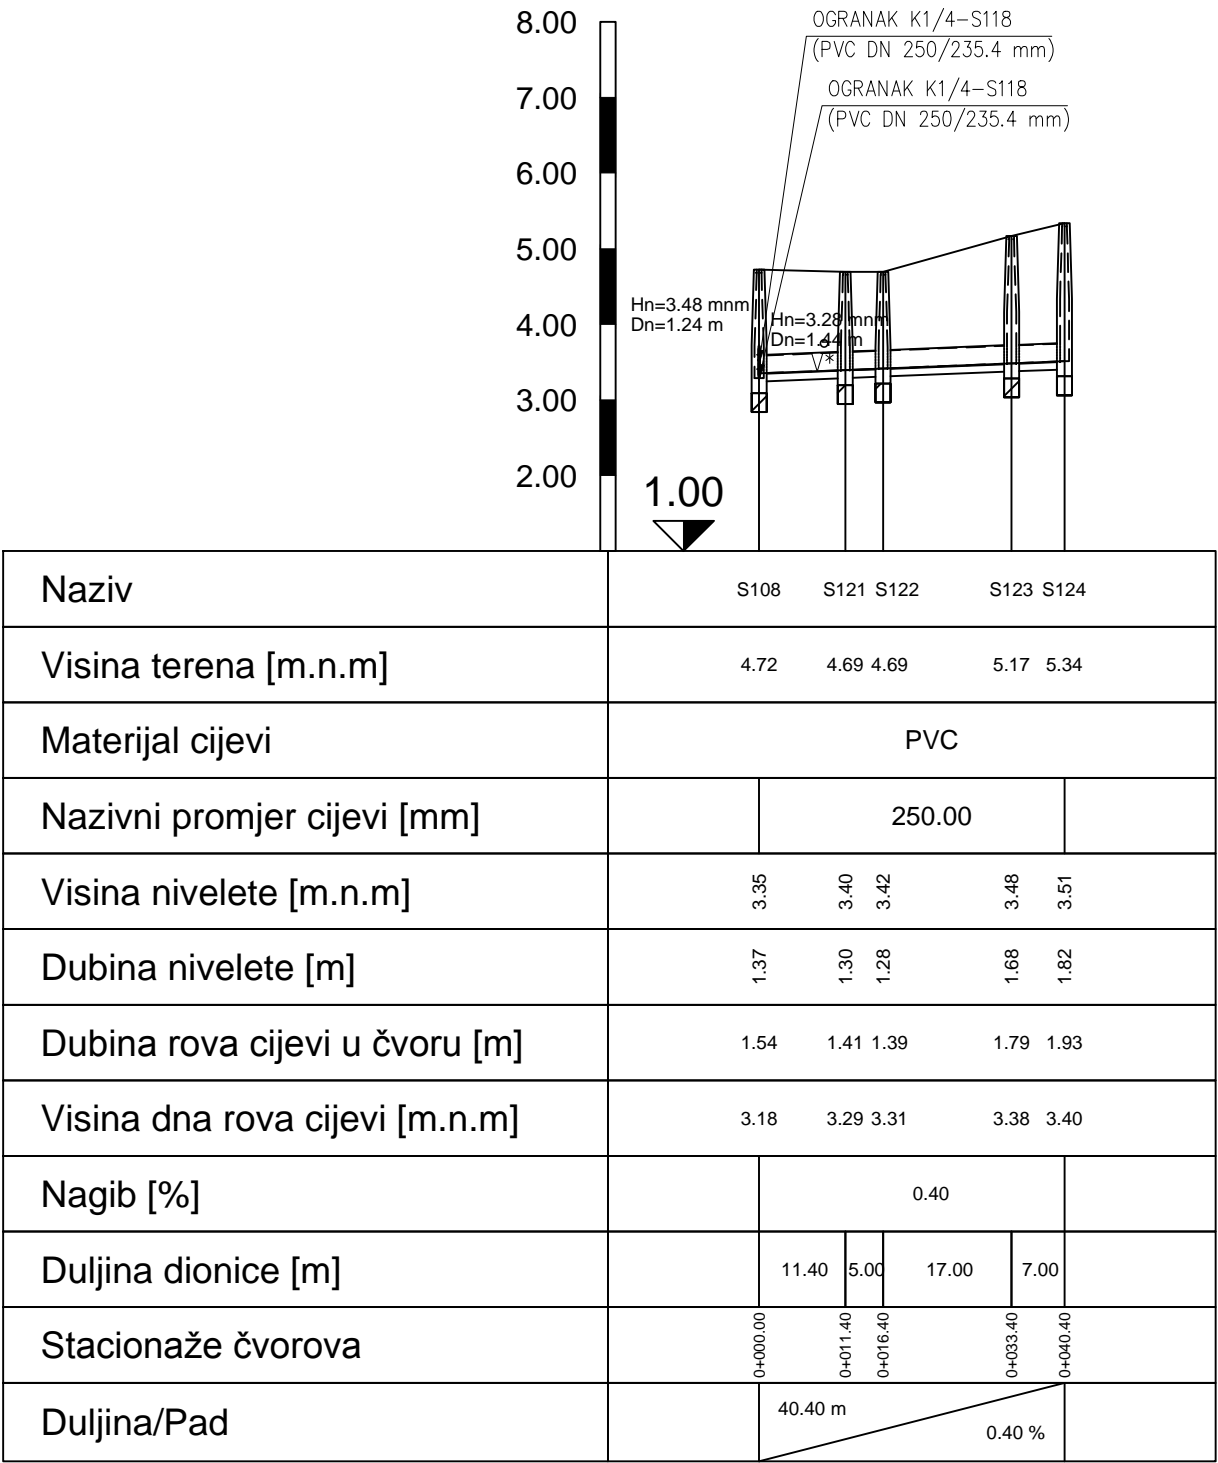 8.00
7.00
6.00
5.00
4.00
3.00
2.00
1.00
OGRANAK K1/4-S118
(PVC DN 250/235.4 mm)
OGRANAK K1/4-S118
(PVC DN 250/235.4 mm)
Hn=3.48 mnm
Dn=1.24 m
Hn=3.28 mnm
Dn=1.44 m
Naziv S108 S121 S122 S123 S124
Visina terena [m.n.m] 4.72 4.69 4.69 5.17 5.34
Materijal cijevi PVC
Nazivni promjer cijevi [mm] 250.00
Visina nivelete [m.n.m] 3.35 3.40 3.42 3.48 3.51
Dubina nivelete [m] 1.37 1.30 1.28 1.68 1.82
Dubina rova cijevi u čvoru [m] 1.54 1.41 1.39 1.79 1.93
Visina dna rova cijevi [m.n.m] 3.18 3.29 3.31 3.38 3.40
Nagib [%] 0.40
Duljina dionice [m] 11.40 5.00 17.00 7.00
Stacionaže čvorova 0+000.00 0+011.40 0+016.40 0+033.40 0+040.40
Duljina/Pad 40.40 m 0.40 %